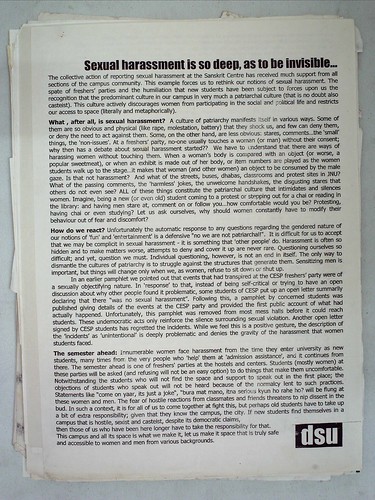 Sexual harassment is so deep, as to be invisible...
The collective action of reporting sexual harassment at the Sanskrit Centre has received much support from all
sections of the campus community. This example forces us to rethink our notions of sexual harassment. The
spate of freshers' parties and the humiliation that now students have been subject to forces upon us the
recognition that the predominant culture in our campus is very much a patriarchal culture (that is no doubt also
casteist). This culture actively discourages women from participating in the social and political life and restricts
our access to space (literally and metaphorically).
What, after all, is sexual harassment? A culture of patriarchy manifests itself in various ways. Some of
them are so obvious and physical (like rape, molestation, battery) that they shock us, and few can deny them,
or deny the need to act against them. Some, on the other hand, are less obvious: stares, comments...the 'small'
things, the 'non-issues'. At a freshers' party, no-one usually touches a woman (or man) without their consent;
why then has a debate about sexual harassment started?? We have to understand that there are ways of
harassing women without touching them. When a woman's body is compared with an object (or worse, a
popular sweetmeat), or when an exhibit is made out of her body, or item numbers are played as the women
students walk up to the stage...it makes that woman (and other women) an object to be consumed by the male
gaze. Is that not harassment? And what of the streets, buses, dhabas, classrooms and protest sites in JNU?
What of the passing comments, the 'harmless' jokes, the unwelcome handshakes, the disgusting stares that
others do not even see? ALL of these things constitute the patriarchal culture that intimidates and silences
women. Imagine, being a new (or even old) student coming to a protest or stepping out for a chai or reading in
the library: and having men stare at, comment on or follow you...how comfortable would you be? Protesting,
having chai or even studying? Let us ask ourselves, why should women constantly have to modify their
behaviour out of fear and discomfort?
How do we react? Unfortunately the automatic response to any questions regarding the gendered nature of
our notions of 'fun' and 'entertainment' is a defensive "no we are not patriarchal!". It is difficult for us to accept
that we may be complicit in sexual harassment - it is something that 'other people' do. Harassment is often so
hidden and to make matters worse, attempts to deny and cover it up are never rare. Questioning ourselves so
difficult; and yet, question we must. Individual questioning, however, is not an end in itself. The only way to
dismantle the cultures of patriarchy is to struggle against the structures that generate them. Sensitizing men is
important, but things will change only when we, as women, refuse to sit down or shut up.
In an earlier pamphlet we pointed out that events that had transpired at the CESP freshers' party were of
a sexually objectifying nature. In 'response' to that, instead of being self-critical or trying to have an open
discussion about why other people found it problematic, some students of CESP put up an open letter summarily
declaring that there "was no sexual harassment". Following this, a pamphlet by concerned students was
published giving details of the events at the CESP party and provided the first public account of what had
actually happened. Unfortunately, this pamphlet was removed from most mess halls before it could reach
students. These undemocratic acts only reinforce the silence surrounding sexual violation. Another open letter
signed by CESP students has regretted the incidents. While we feel this is a positive gesture, the description of
the 'incidents' as 'unintentional' is deeply problematic and denies the gravity of the harassment that women
students faced.
The semester ahead: Innumerable women face harassment from the time they enter university as new
students, many times from the very people who 'help' them at 'admission assistance', and it continues from
there. The semester ahead is one of freshers' parties at the hostels and centers. Students (mostly women) at
these parties will be asked (and refusing will not be an easy option) to do things that make them uncomfortable.
Notwithstanding the students who will not find the space and support to speak out in the first place; the
objections of students who speak out will not be heard because of the normalcy lent to such practices.
Statements like "come on yaar, its just a joke", "bura mat mano, itna serious kyun ho rahe ho" will be flung at
these women and men. The fear of hostile reactions from classmates and friends threatens to nip dissent in the
bud. In such a context, it is for all of us to come together at fight this, but perhaps old students have to take up
a bit of extra responsibility; given that they know the campus, the city. If new students find themselves in a
campus that is hostile, sexist and casteist, despite its democratic claims,
then those of us who have been here longer have to take the responsibility for that.
This campus and all its space is what we make it, let us make it space that is truly safe
and accessible to women and men from various backgrounds.
dsu